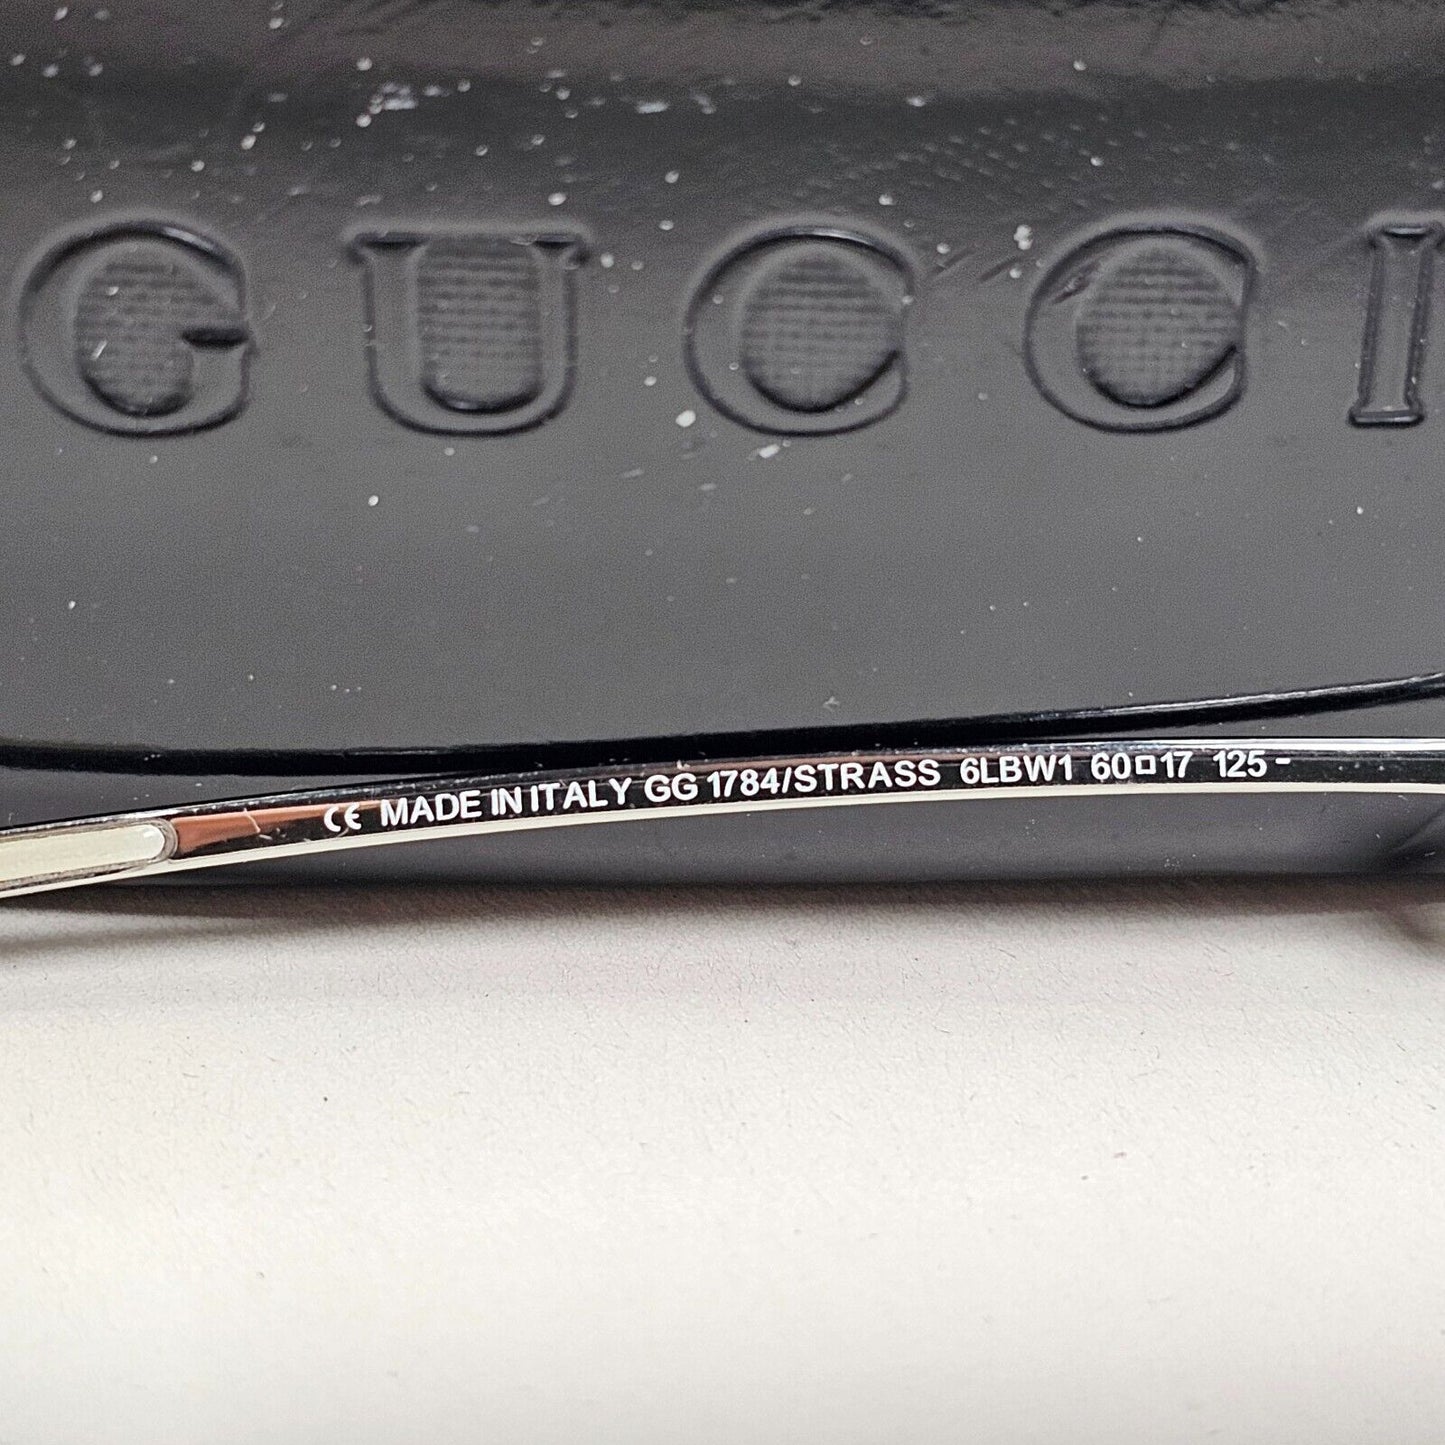 GUCCI
CE MADE IN ITALY GG 1784/STRASS 6LBW1 60□17 125 -